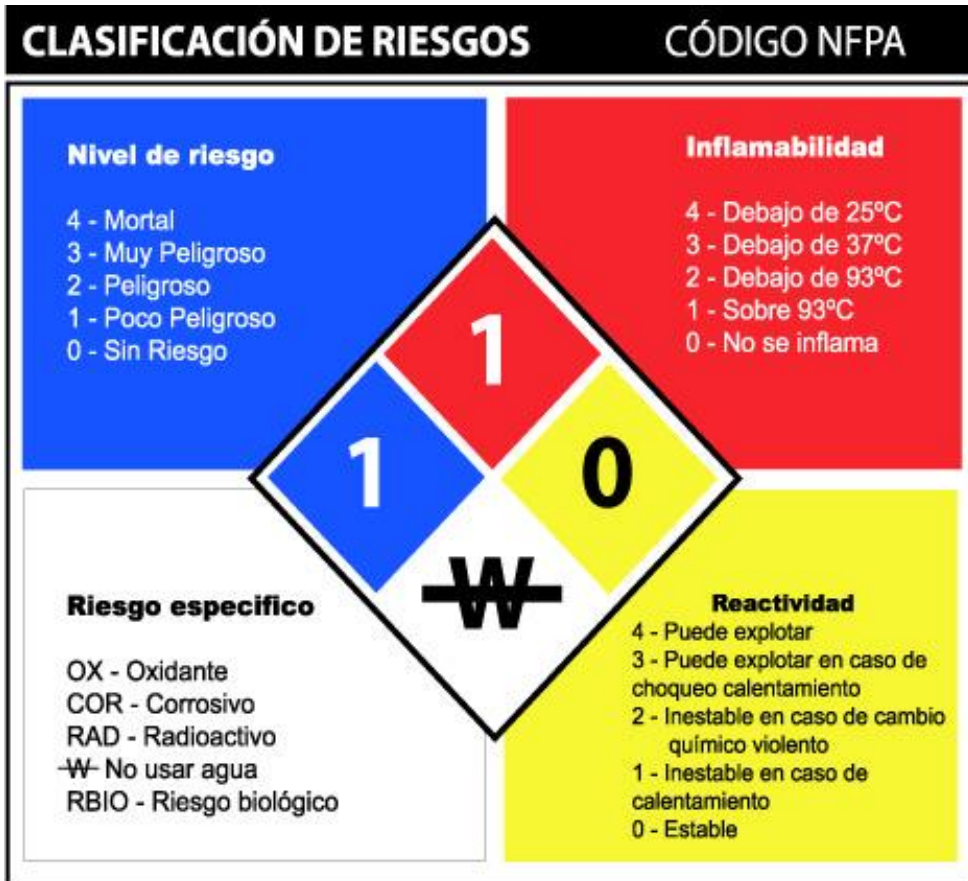 CLASIFICACIÓN DE RIESGOS CÓDIGO NFPA
Nivel de riesgo
4 - Mortal
3 - Muy Peligroso
2 - Peligroso
1 - Poco Peligroso
0 - Sin Riesgo
Inflamabilidad
4 - Debajo de 25ºC
3 - Debajo de 37ºC
2 - Debajo de 93ºC
1 - Sobre 93ºC
0 - No se inflama
1
1
0
W
Riesgo especifico
OX - Oxidante
COR - Corrosivo
RAD - Radioactivo
W No usar agua
RBIO - Riesgo biológico
Reactividad
4 - Puede explotar
3 - Puede explotar en caso de
choqueo calentamiento
2 - Inestable en caso de cambio
químico violento
1 - Inestable en caso de
calentamiento
0 - Estable